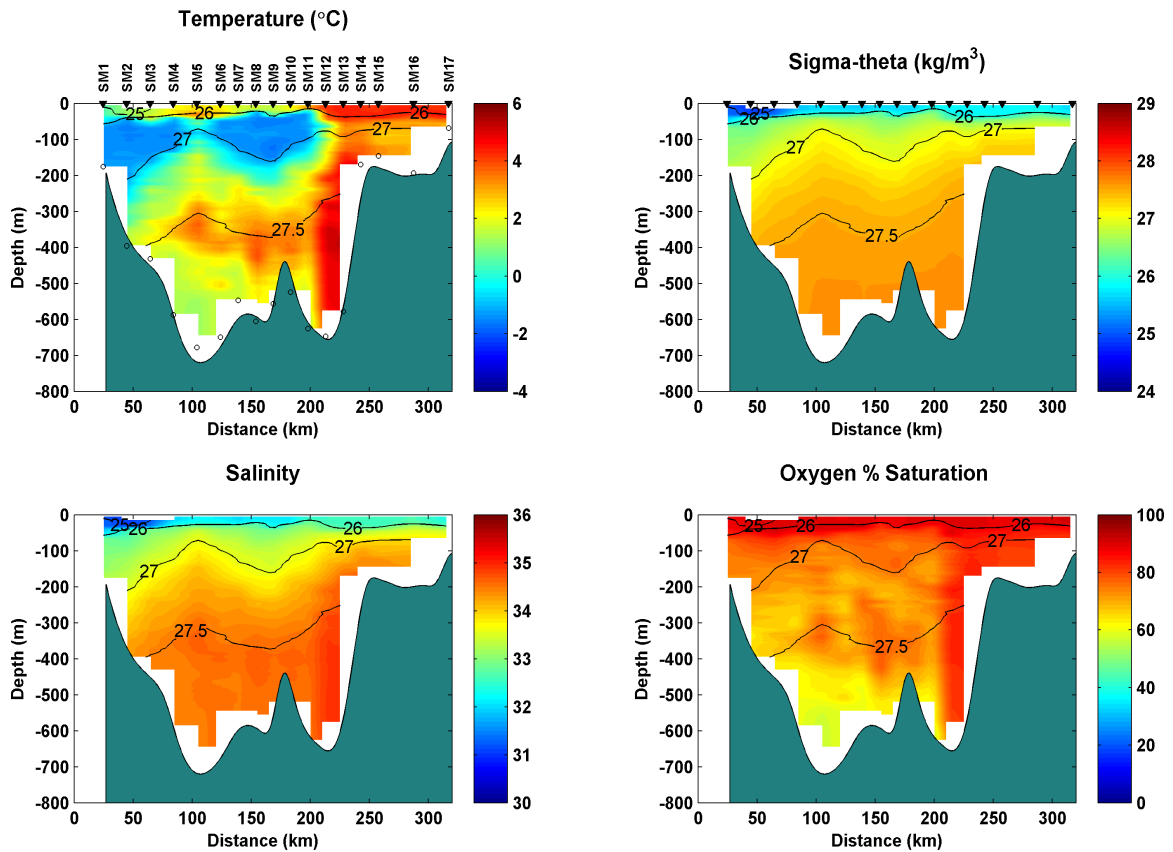 Temperature (°C)
SM1 SM2 SM3 SM4 SM5 SM6 SM7 SM8 SM9 SM10 SM11 SM12 SM13 SM14 SM15 SM16 SM17
0
-100
-200
-300
-400
-500
-600
-700
-800
Depth (m)
25 26 27 27 27.5
0 50 100 150 200 250 300
Distance (km)
6
4
2
0
-2
-4
Sigma-theta (kg/m³)
0
-100
-200
-300
-400
-500
-600
-700
-800
Depth (m)
25 26 26 27 27 27.5
0 50 100 150 200 250 300
Distance (km)
29
28
27
26
25
24
Salinity
0
-100
-200
-300
-400
-500
-600
-700
-800
Depth (m)
25 26 26 27 27 27.5
0 50 100 150 200 250 300
Distance (km)
36
35
34
33
32
31
30
Oxygen % Saturation
0
-100
-200
-300
-400
-500
-600
-700
-800
Depth (m)
25 26 26 27 27 27.5
0 50 100 150 200 250 300
Distance (km)
100
80
60
40
20
0